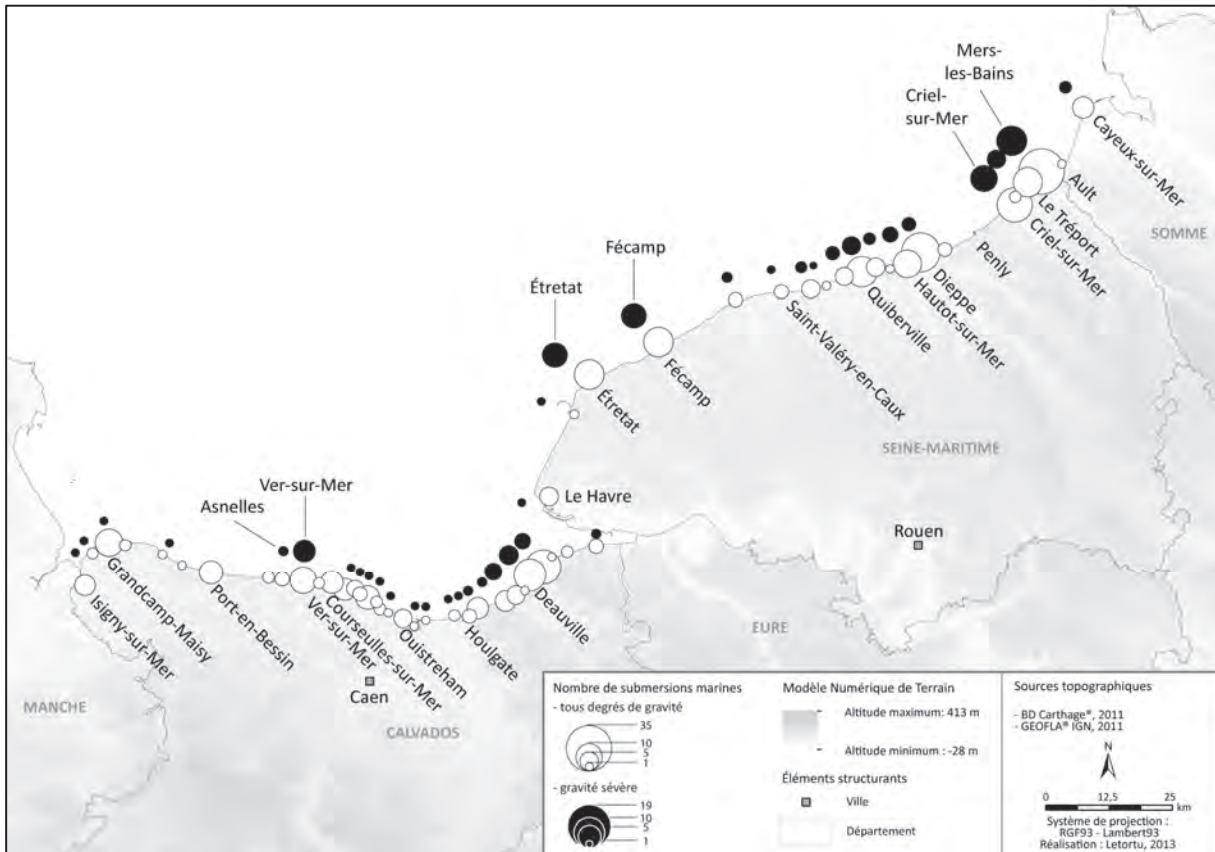 Mers-
les-Bains
Criel-
sur-Mer
Cayeux-sur-Mer
Ault
Le Tréport
Criel-sur-Mer
SOMME
Penly
Fécamp
Dieppe
Hautot-sur-Mer
Étretat
Quiberville
Saint-Valéry-en-Caux
Fécamp
Étretat
SEINE-MARITIME
Ver-sur-Mer
Le Havre
Asnelles
Rouen
Grandcamp-Maisy
Isigny-sur-Mer
Port-en-Bessin
Deauville
Courseulles-sur-Mer
Ver-sur-Mer
Ouistreham
Houlgate
EURE
Caen
MANCHE
CALVADOS
Nombre de submersions marines
- tous degrés de gravité
35
10
5
1
- gravité sévère
19
10
5
1
Modèle Numérique de Terrain
Altitude maximum: 413 m
Altitude minimum : -28 m
Éléments structurants
Ville
Département
Sources topographiques
- BD Carthage®, 2011
- GEOFLA® IGN, 2011
N
0 12,5 25
km
Système de projection :
RGF93 - Lambert93
Réalisation : Letortu, 2013